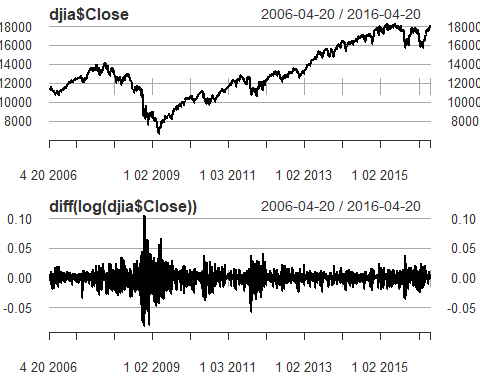 djia$Close 2006-04-20 / 2016-04-20
18000 18000
16000 16000
14000 14000
12000 12000
10000 10000
8000 8000
4 20 2006 1 02 2009 1 03 2011 1 02 2013 1 02 2015
diff(log(djia$Close)) 2006-04-20 / 2016-04-20
0.10 0.10
0.05 0.05
0.00 0.00
-0.05 -0.05
4 20 2006 1 02 2009 1 03 2011 1 02 2013 1 02 2015